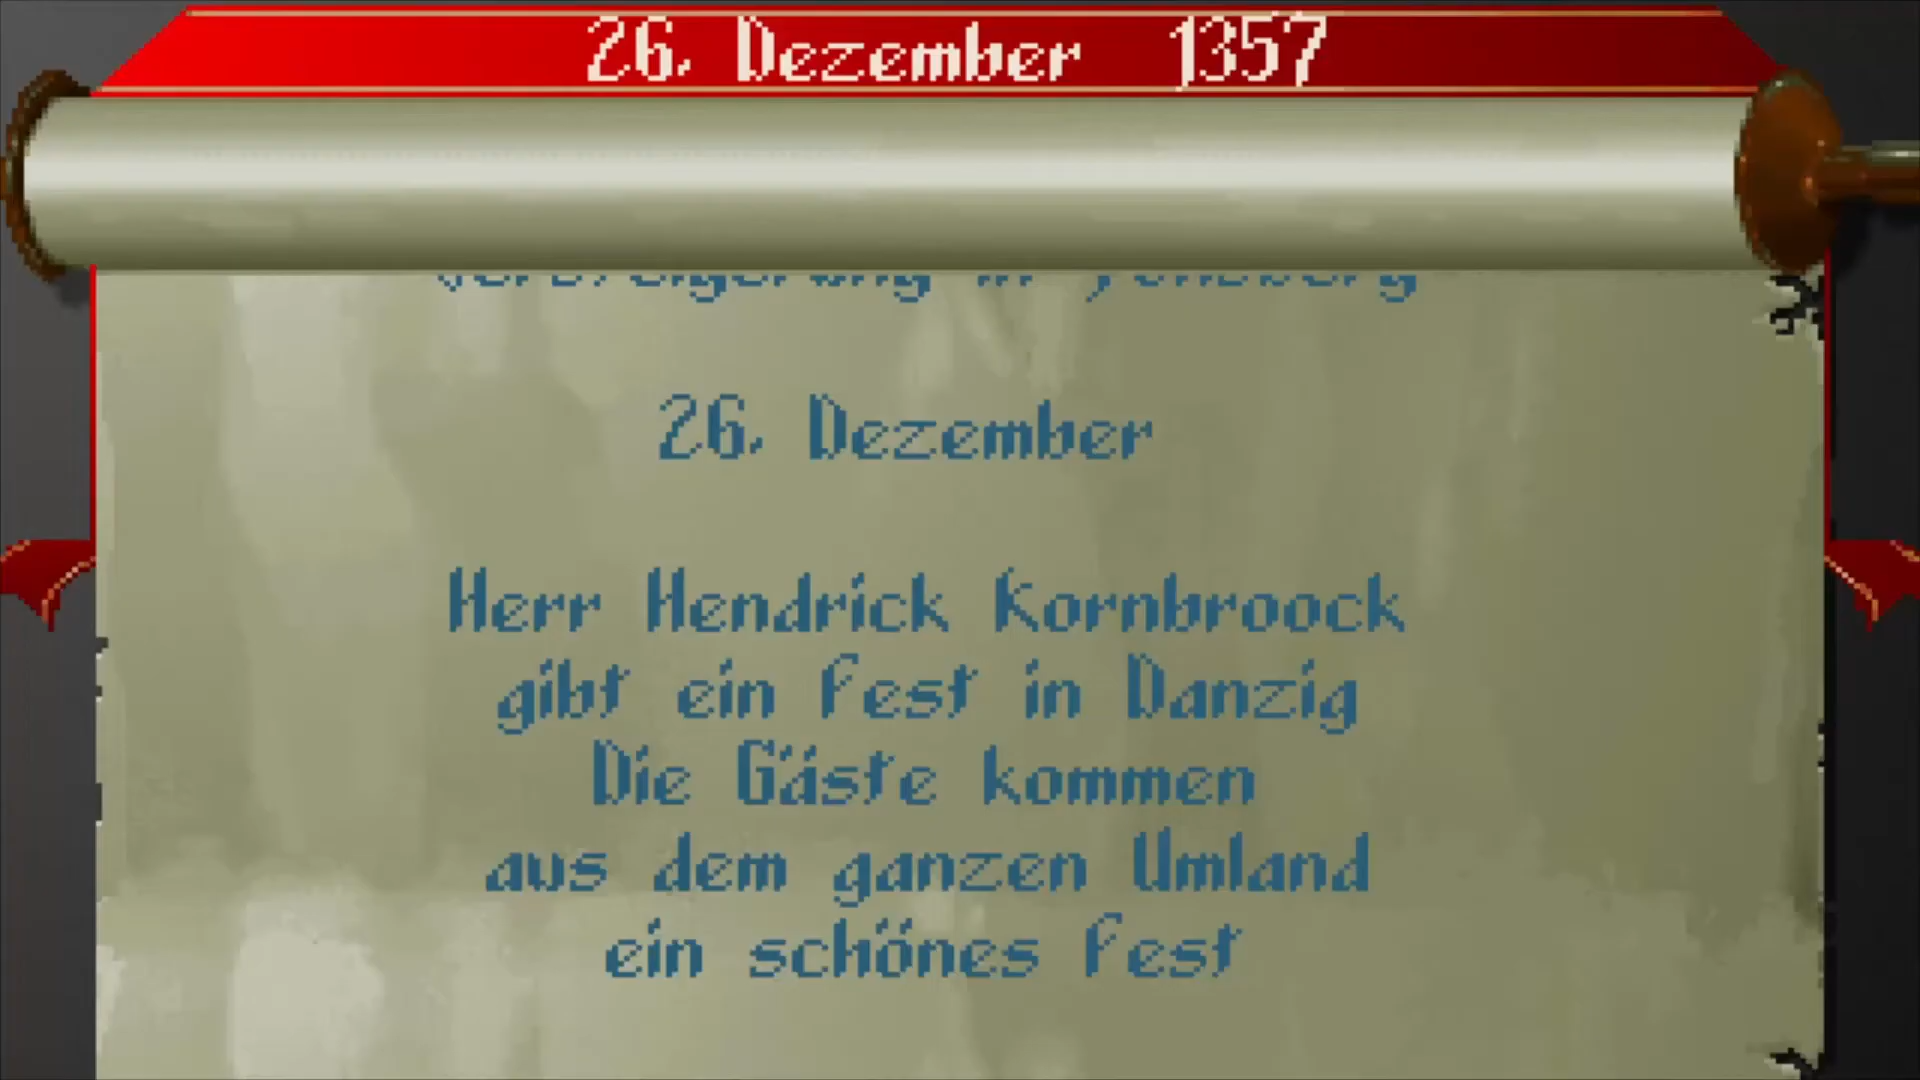 26. Dezember 1357
in
26. Dezember
Herr Hendrick Kornbroock
gibt ein Fest in Danzig
Die Gäste kommen
aus dem ganzen Umland
ein schönes Fest